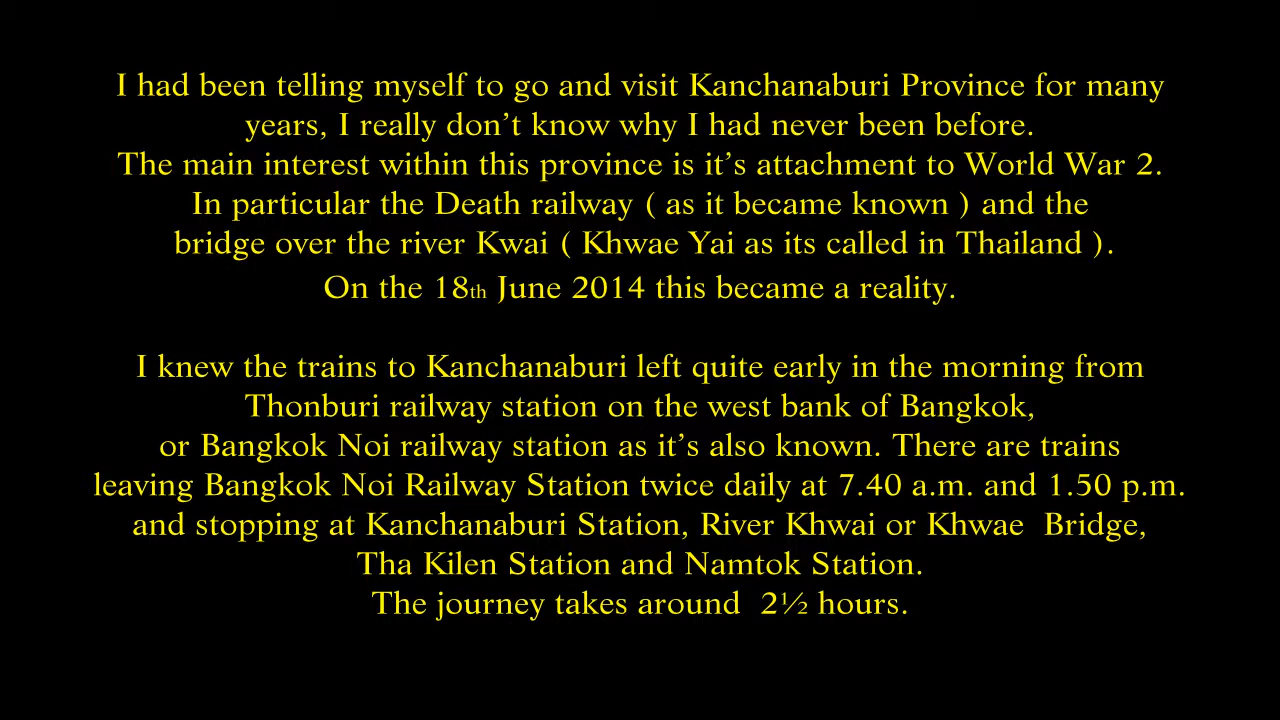 I had been telling myself to go and visit Kanchanaburi Province for many
years, I really don’t know why I had never been before.
The main interest within this province is it’s attachment to World War 2.
In particular the Death railway ( as it became known ) and the
bridge over the river Kwai ( Khwae Yai as its called in Thailand ).
On the 18th June 2014 this became a reality.
I knew the trains to Kanchanaburi left quite early in the morning from
Thonburi railway station on the west bank of Bangkok,
or Bangkok Noi railway station as it’s also known. There are trains
leaving Bangkok Noi Railway Station twice daily at 7.40 a.m. and 1.50 p.m.
and stopping at Kanchanaburi Station, River Khwai or Khwae  Bridge,
Tha Kilen Station and Namtok Station.
The journey takes around  2½ hours.